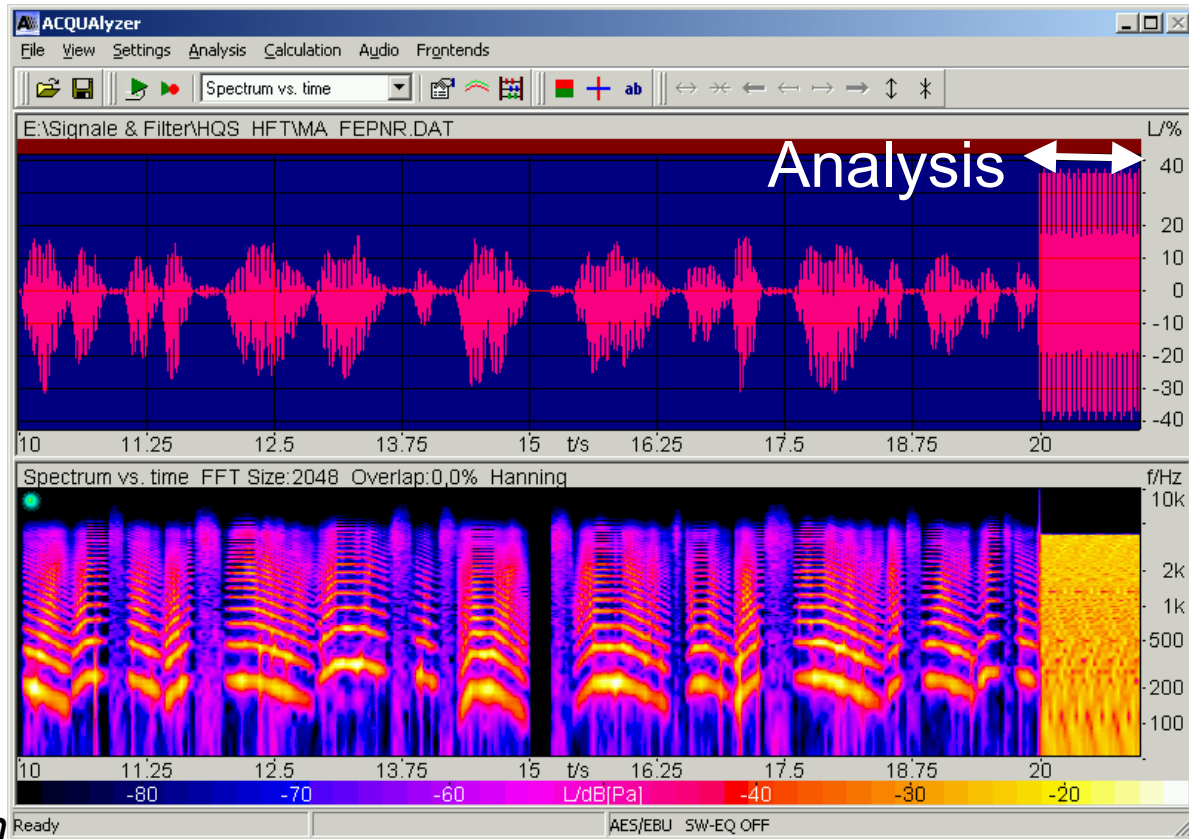 ACQUAlyzer
File View Settings Analysis Calculation Audio Frontends
Spectrum vs. time ab
E:\Signale & Filter\HQS_HFT\MA_FEPNR.DAT L/%
Analysis
40
20
10
0
-10
-20
-30
-40
10 11.25 12.5 13.75 15 t/s 16.25 17.5 18.75 20
Spectrum vs. time FFT Size:2048 Overlap:0,0% Hanning f/Hz
10k
2k
1k
500
200
100
10 11.25 12.5 13.75 15 t/s 16.25 17.5 18.75 20
-80 -70 -60 L/dB[Pa] -40 -30 -20
Ready AES/EBU SW-EQ OFF